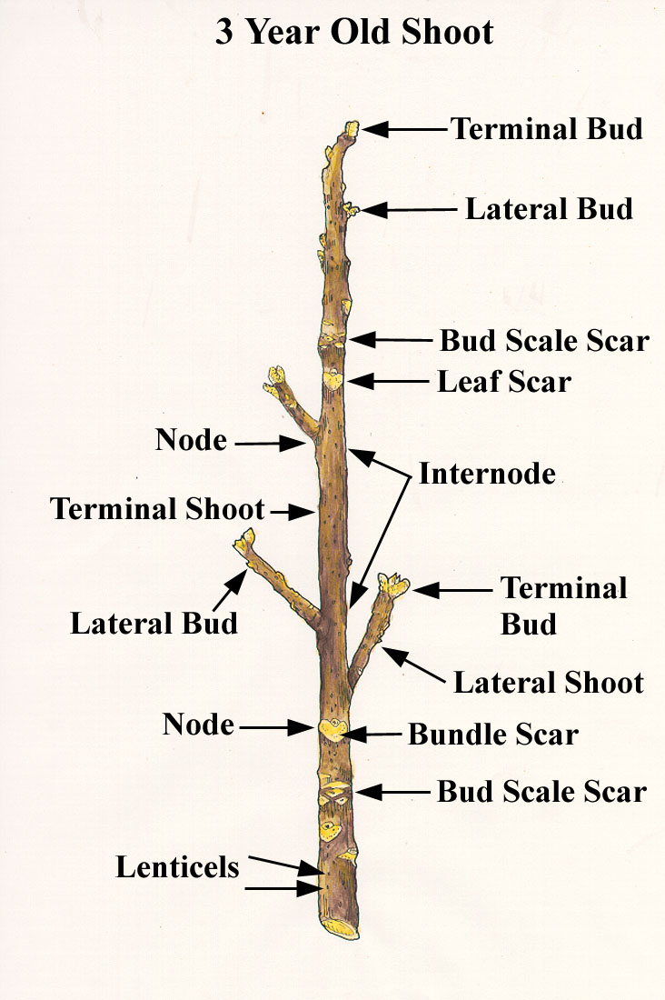 3 Year Old Shoot
Terminal Bud
Lateral Bud
Bud Scale Scar
Leaf Scar
Node
Internode
Terminal Shoot
Terminal
Bud
Lateral Bud
Lateral Shoot
Node
Bundle Scar
Bud Scale Scar
Lenticels